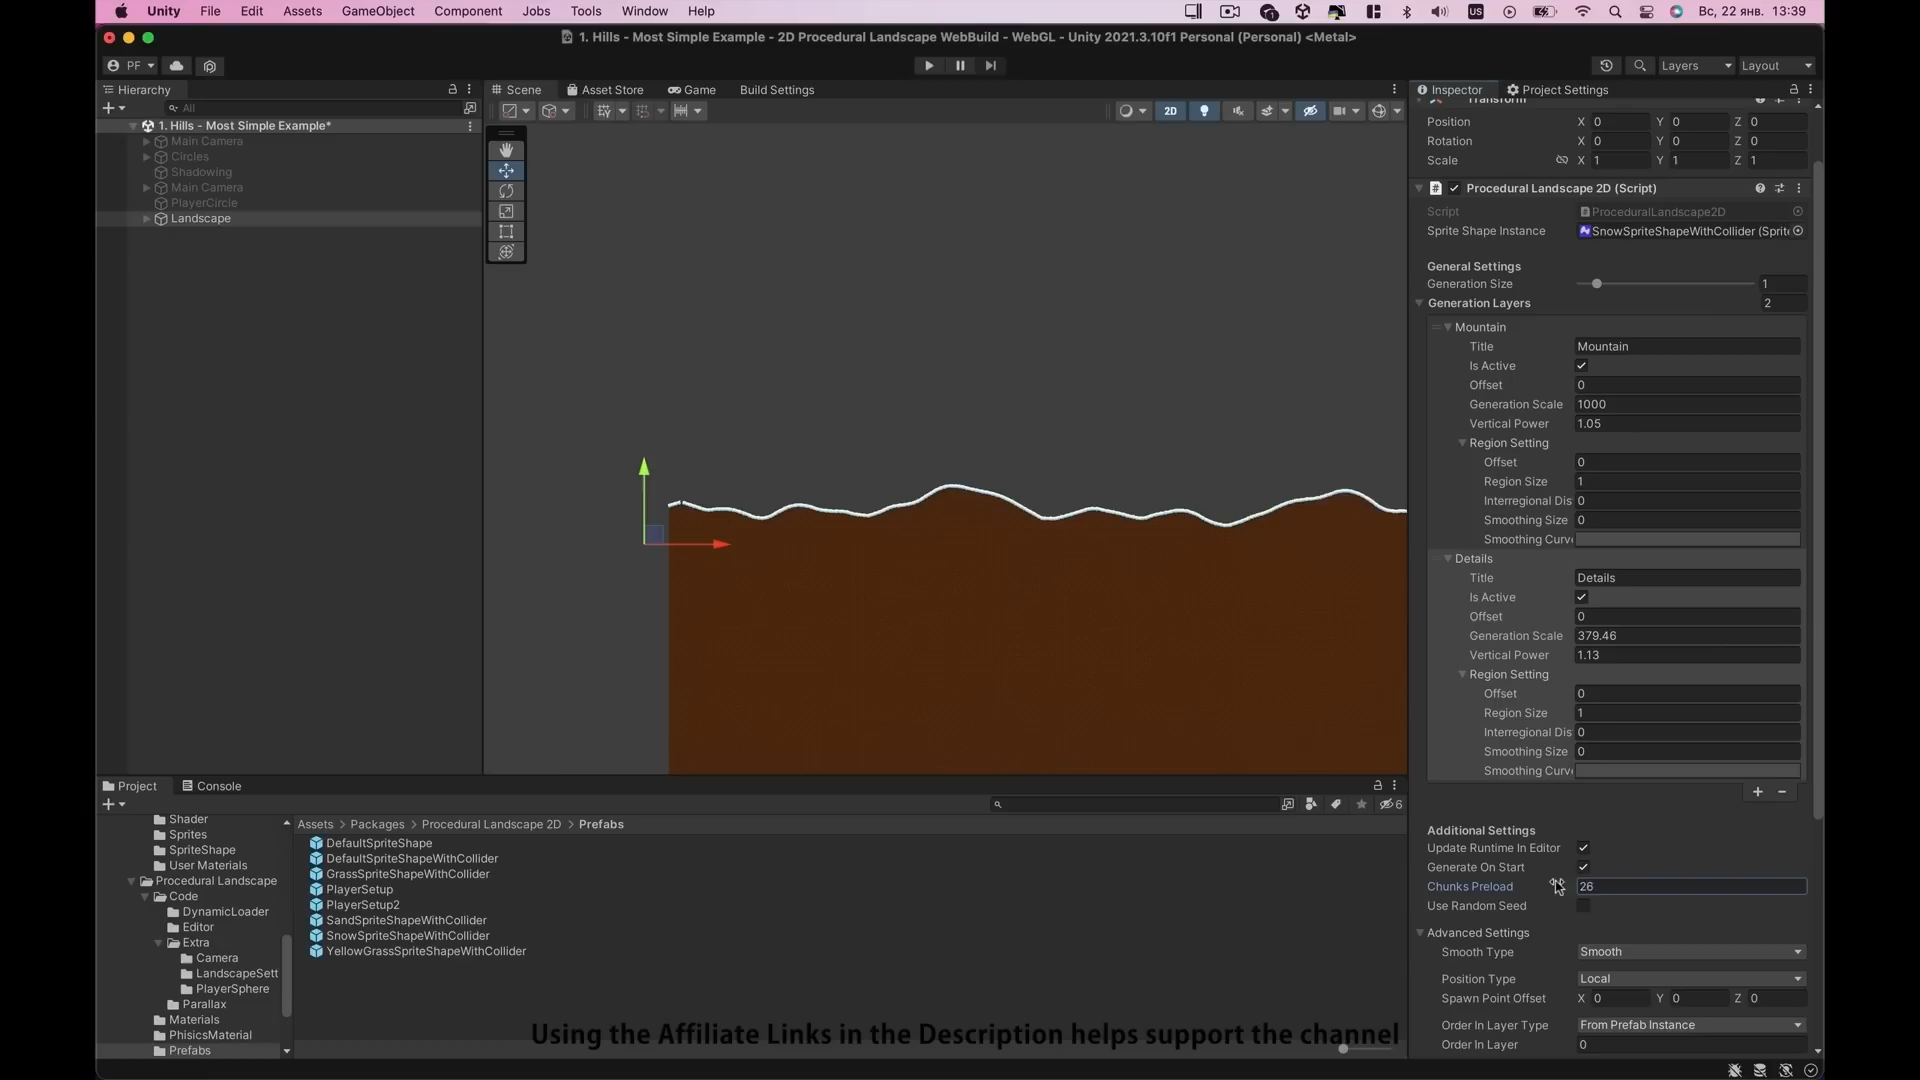 Unity File Edit Assets GameObject Component Jobs Tools Window Help Вс, 22 янв. 13:39
1. Hills - Most Simple Example - 2D Procedural Landscape WebBuild - WebGL - Unity 2021.3.10f1 Personal (Personal) <Metal>
PF Layers Layout
Hierarchy Scene Asset Store Game Build Settings Inspector Project Settings
All 2D
1. Hills - Most Simple Example*
Main Camera
Circles
Shadowing
Main Camera
PlayerCircle
Landscape
Transform
Position X 0 Y 0 Z 0
Rotation X 0 Y 0 Z 0
Scale X 1 Y 1 Z 1
Procedural Landscape 2D (Script)
Script ProceduralLandscape2D
Sprite Shape Instance SnowSpriteShapeWithCollider (Sprite
General Settings
Generation Size 1
Generation Layers 2
Mountain
Title Mountain
Is Active
Offset 0
Generation Scale 1000
Vertical Power 1.05
Region Setting
Offset 0
Region Size 1
Interregional Dis 0
Smoothing Size 0
Smoothing Curv
Details
Title Details
Is Active
Offset 0
Generation Scale 379.46
Vertical Power 1.13
Region Setting
Offset 0
Region Size 1
Interregional Dis 0
Smoothing Size 0
Smoothing Curv
Additional Settings
Update Runtime In Editor
Generate On Start
Chunks Preload 26
Use Random Seed
Advanced Settings
Smooth Type Smooth
Position Type Local
Spawn Point Offset X 0 Y 0 Z 0
Order In Layer Type From Prefab Instance
Order In Layer 0
Project Console
6
Shader
Sprites
SpriteShape
User Materials
Procedural Landscape
Code
DynamicLoader
Editor
Extra
Camera
LandscapeSett
PlayerSphere
Parallax
Materials
PhisicsMaterial
Prefabs
Assets > Packages > Procedural Landscape 2D > Prefabs
DefaultSpriteShape
DefaultSpriteShapeWithCollider
GrassSpriteShapeWithCollider
PlayerSetup
PlayerSetup2
SandSpriteShapeWithCollider
SnowSpriteShapeWithCollider
YellowGrassSpriteShapeWithCollider
Using the Affiliate Links in the Description helps support the channel